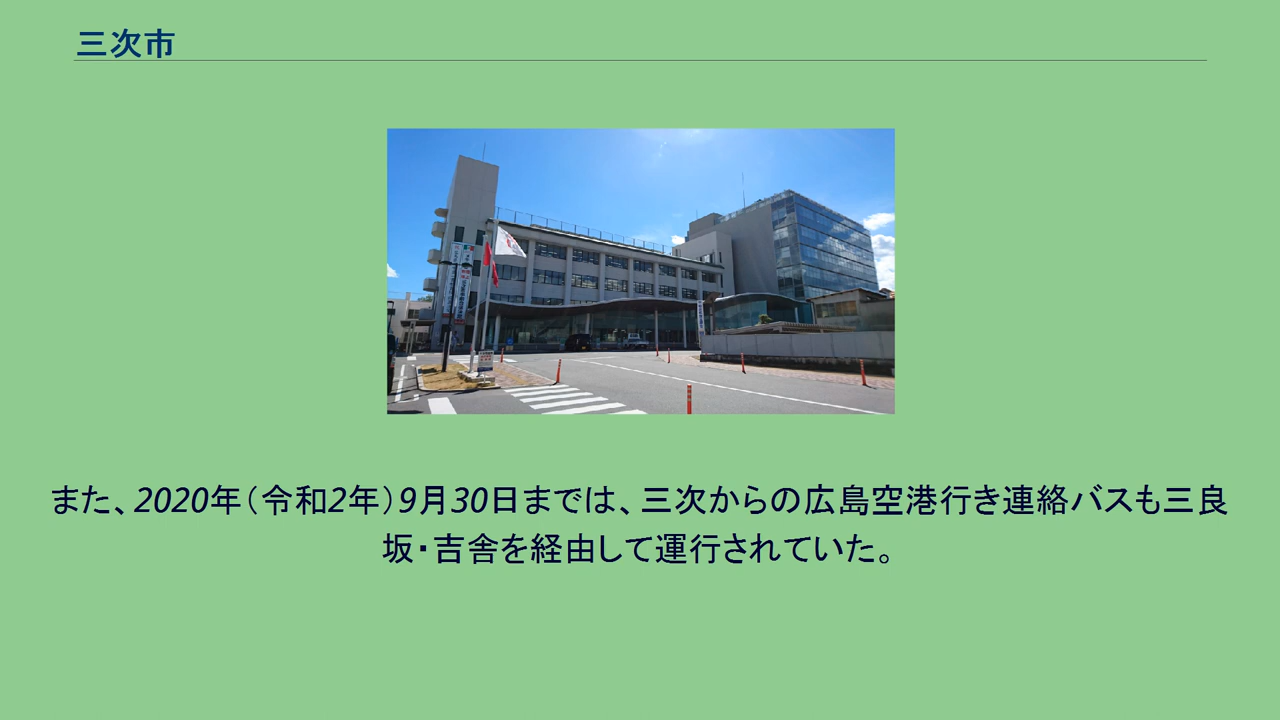 三次市
また、2020年（令和2年）9月30日までは、三次からの広島空港行き連絡バスも三良
坂・吉舎を経由して運行されていた。